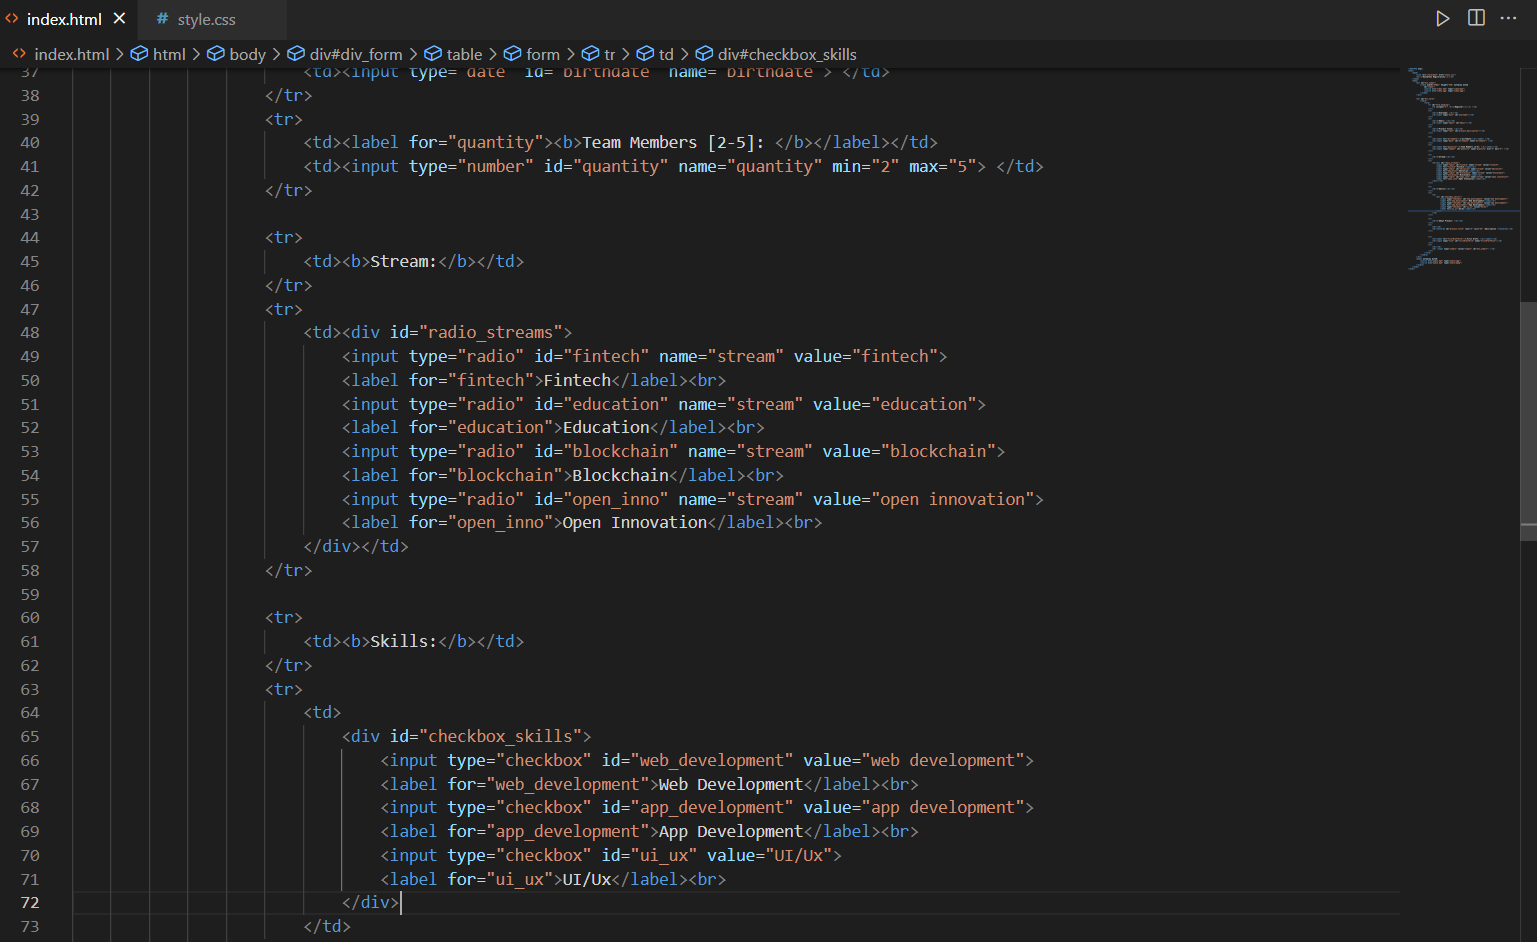 index.html
style.css
index.html > html > body > div#div_form > table > form > tr > td > div#checkbox_skills
37 <td><input type="date" id="birthdate" name="birthdate"> </td>
38 </tr>
39 <tr>
40 <td><label for="quantity"><b>Team Members [2-5]: </b></label></td>
41 <td><input type="number" id="quantity" name="quantity" min="2" max="5"> </td>
42 </tr>
43
44 <tr>
45 <td><b>Stream:</b></td>
46 </tr>
47 <tr>
48 <td><div id="radio_streams">
49 <input type="radio" id="fintech" name="stream" value="fintech">
50 <label for="fintech">Fintech</label><br>
51 <input type="radio" id="education" name="stream" value="education">
52 <label for="education">Education</label><br>
53 <input type="radio" id="blockchain" name="stream" value="blockchain">
54 <label for="blockchain">Blockchain</label><br>
55 <input type="radio" id="open_inno" name="stream" value="open innovation">
56 <label for="open_inno">Open Innovation</label><br>
57 </div></td>
58 </tr>
59
60 <tr>
61 <td><b>Skills:</b></td>
62 </tr>
63 <tr>
64 <td>
65 <div id="checkbox_skills">
66 <input type="checkbox" id="web_development" value="web development">
67 <label for="web_development">Web Development</label><br>
68 <input type="checkbox" id="app_development" value="app development">
69 <label for="app_development">App Development</label><br>
70 <input type="checkbox" id="ui_ux" value="UI/Ux">
71 <label for="ui_ux">UI/Ux</label><br>
72 </div>
73 </td>